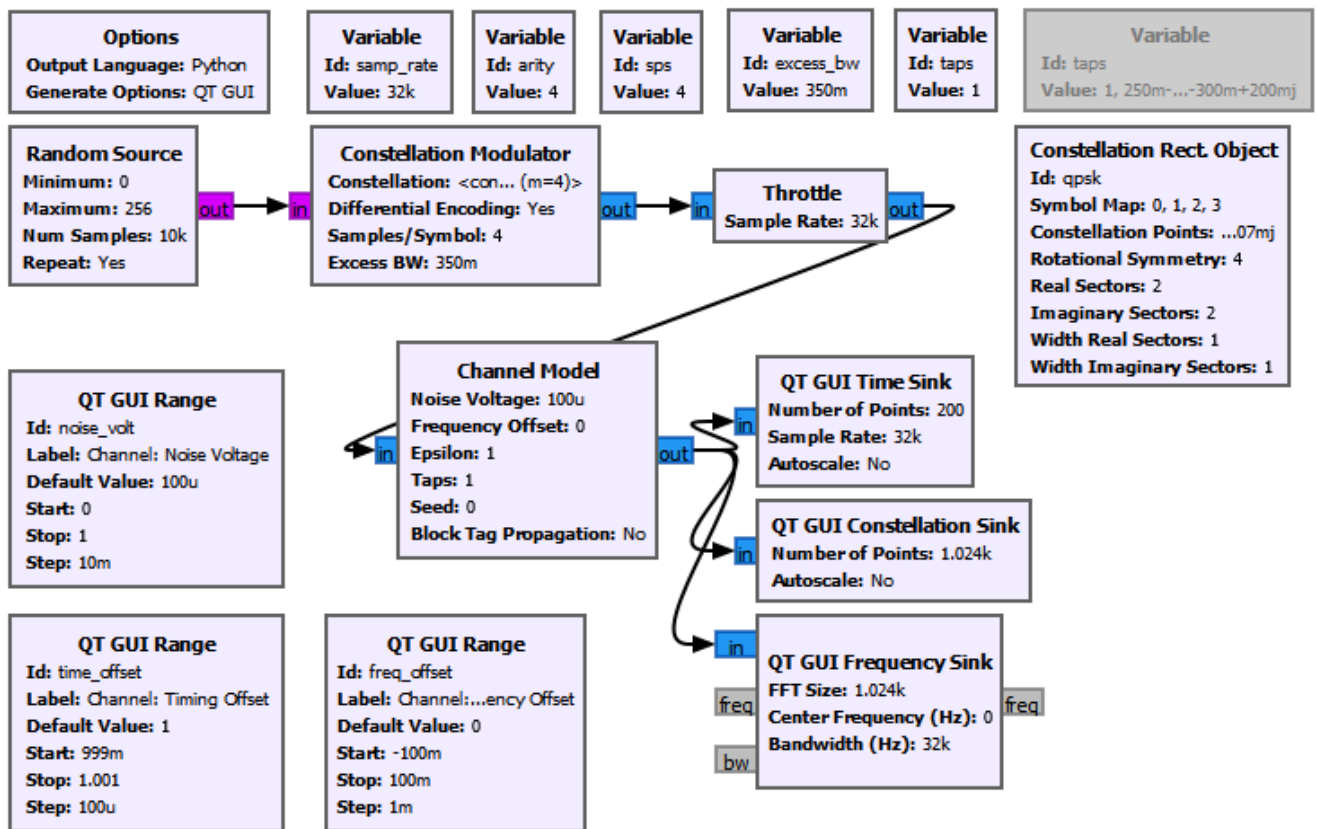 Options
Output Language: Python
Generate Options: QT GUI
Variable
Id: samp_rate
Value: 32k
Variable
Id: arity
Value: 4
Variable
Id: sps
Value: 4
Variable
Id: excess_bw
Value: 350m
Variable
Id: taps
Value: 1
Variable
Id: taps
Value: 1, 250m-...-300m+200mj
Random Source
Minimum: 0
Maximum: 256
Num Samples: 10k
Repeat: Yes
out
in
Constellation Modulator
Constellation: <con... (m=4)>
Differential Encoding: Yes
Samples/Symbol: 4
Excess BW: 350m
out
in
Throttle
Sample Rate: 32k
out
Constellation Rect. Object
Id: qpsk
Symbol Map: 0, 1, 2, 3
Constellation Points: ...07mj
Rotational Symmetry: 4
Real Sectors: 2
Imaginary Sectors: 2
Width Real Sectors: 1
Width Imaginary Sectors: 1
QT GUI Range
Id: noise_volt
Label: Channel: Noise Voltage
Default Value: 100u
Start: 0
Stop: 1
Step: 10m
in
Channel Model
Noise Voltage: 100u
Frequency Offset: 0
Epsilon: 1
Taps: 1
Seed: 0
Block Tag Propagation: No
out
in
QT GUI Time Sink
Number of Points: 200
Sample Rate: 32k
Autoscale: No
in
QT GUI Constellation Sink
Number of Points: 1.024k
Autoscale: No
QT GUI Range
Id: time_offset
Label: Channel: Timing Offset
Default Value: 1
Start: 999m
Stop: 1.001
Step: 100u
QT GUI Range
Id: freq_offset
Label: Channel:...ency Offset
Default Value: 0
Start: -100m
Stop: 100m
Step: 1m
in
freq
bw
QT GUI Frequency Sink
FFT Size: 1.024k
Center Frequency (Hz): 0
Bandwidth (Hz): 32k
freq